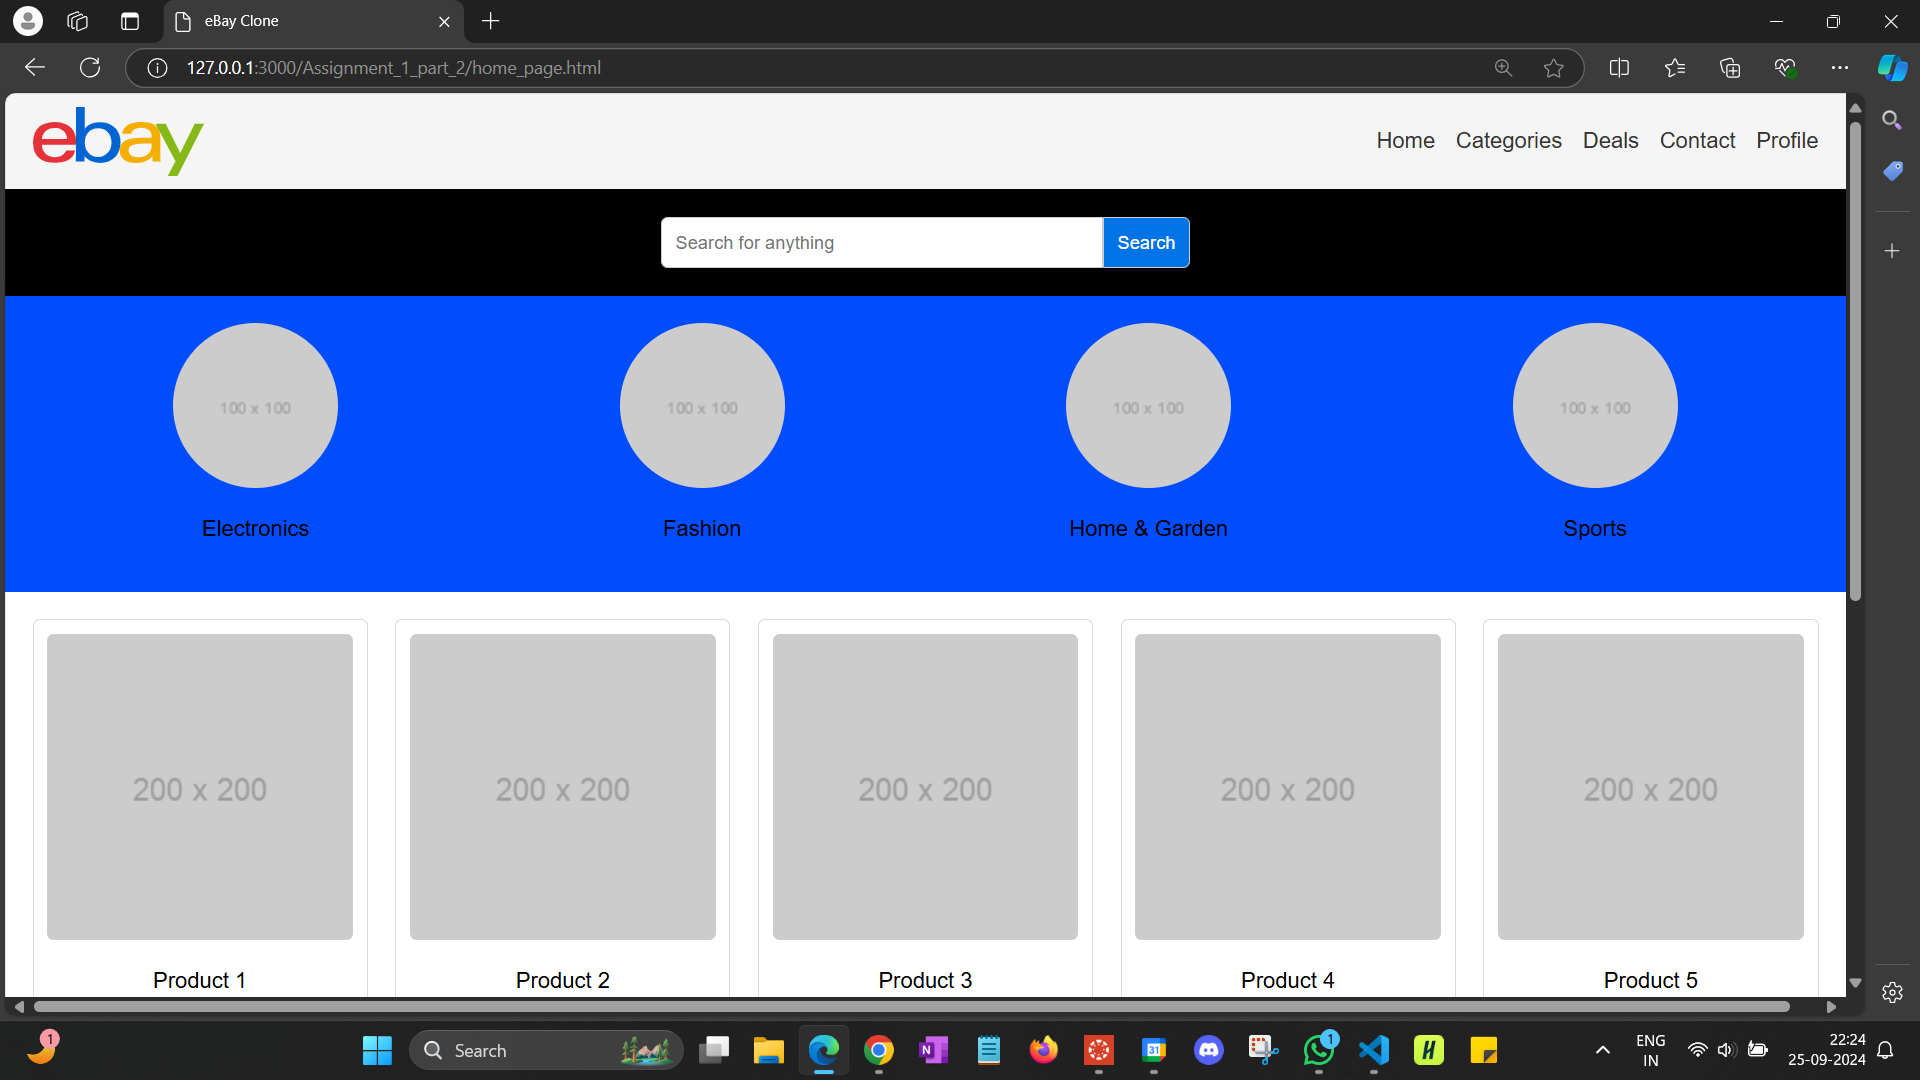 eBay Clone
127.0.0.1:3000/Assignment_1_part_2/home_page.html
ebay
Home Categories Deals Contact Profile
Search for anything Search
100 x 100 100 x 100 100 x 100 100 x 100
Electronics Fashion Home & Garden Sports
200 x 200 200 x 200 200 x 200 200 x 200 200 x 200
Product 1 Product 2 Product 3 Product 4 Product 5
1
Search
N
31
1
H
ENG
IN
22:24
25-09-2024